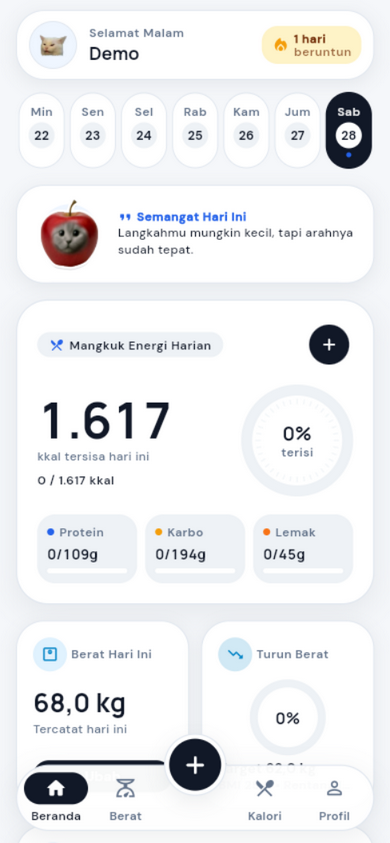 Selamat Malam
Demo
1 hari
beruntun
Min
22
Sen
23
Sel
24
Rab
25
Kam
26
Jum
27
Sab
28
Semangat Hari Ini
Langkahmu mungkin kecil, tapi arahnya
sudah tepat.
Mangkuk Energi Harian
1.617
kkal tersisa hari ini
0 / 1.617 kkal
0%
terisi
Protein
0/109g
Karbo
0/194g
Lemak
0/45g
Berat Hari Ini
68,0 kg
Tercatat hari ini
Turun Berat
0%
Beranda
Berat
Kalori
Profil